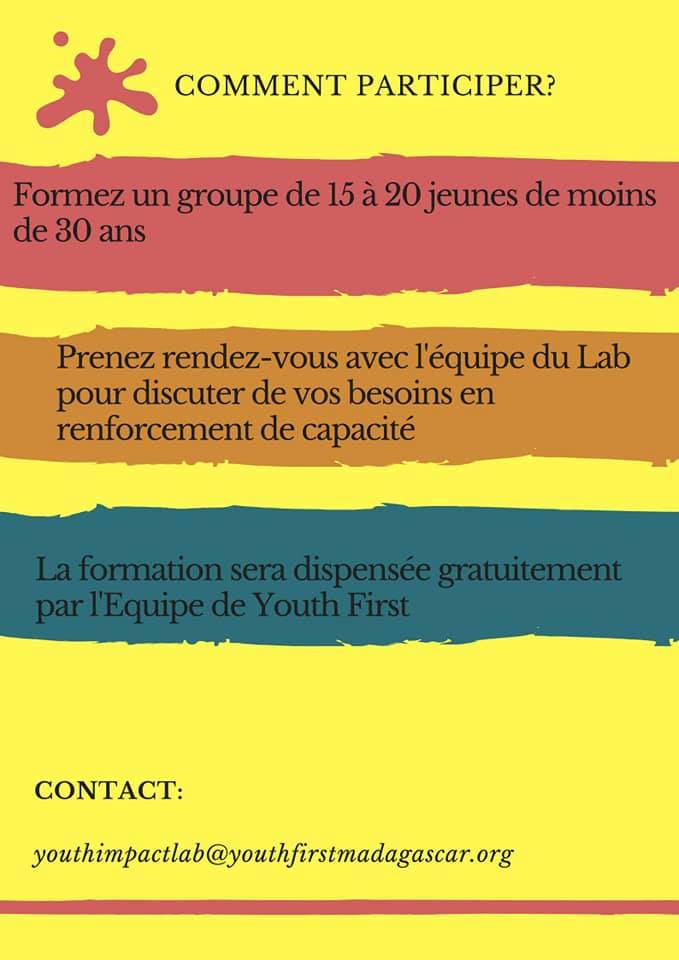 COMMENT PARTICIPER?
Formez un groupe de 15 à 20 jeunes de moins
de 30 ans
Prenez rendez-vous avec l'équipe du Lab
pour discuter de vos besoins en
renforcement de capacité
La formation sera dispensée gratuitement
par l'Equipe de Youth First
CONTACT:
youthimpactlab@youthfirstmadagascar.org